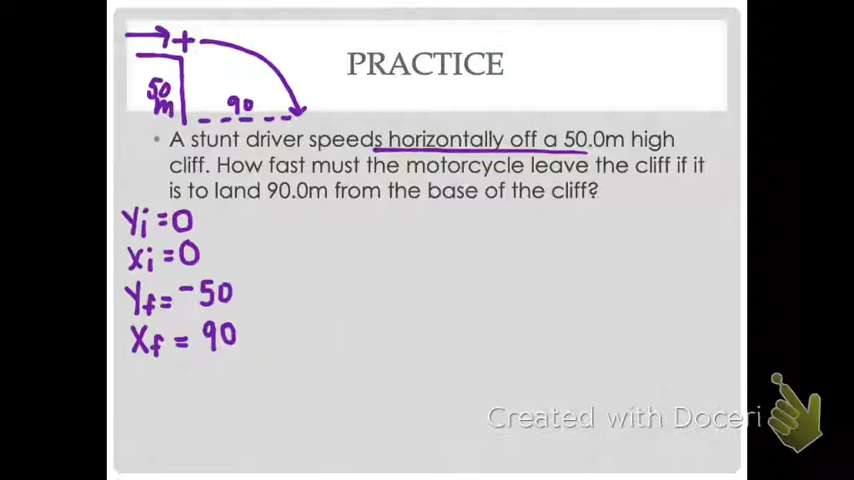 50
m
90
PRACTICE
• A stunt driver speeds horizontally off a 50.0m high
cliff. How fast must the motorcycle leave the cliff if it
is to land 90.0m from the base of the cliff?
Yi = 0
Xi = 0
Yf = -50
Xf = 90
Created with Doceri